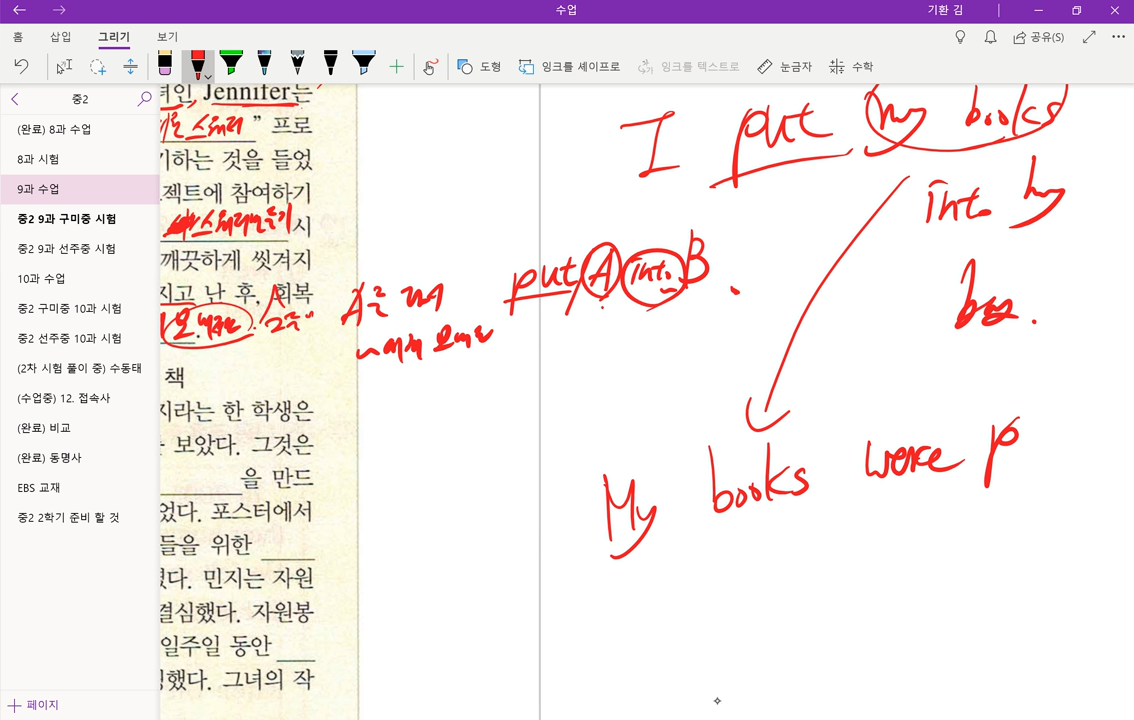 수업
기환 김
홈 삽입 그리기 보기
공유(S)
도형 잉크를 셰이프로 잉크를 텍스트로 눈금자 수학
중2
(완료) 8과 수업
8과 시험
9과 수업
중2 9과 구미중 시험
중2 9과 선주중 시험
10과 수업
중2 구미중 10과 시험
중2 선주중 10과 시험
(2차 시험 풀이 중) 수동태
(수업중) 12. 접속사
(완료) 비교
(완료) 동명사
EBS 교재
중2 2학기 준비 할 것
페이지
Jennifer는
" 프로
하는 것을 들었
젝트에 참여하기
시
깨끗하게 씻겨지
지고 난 후, 회복
책
지라는 한 학생은
보았다. 그것은
을 만드
었다. 포스터에서
들을 위한
였다. 민지는 자원
결심했다. 자원봉
일주일 동안
했다. 그녀의 작
put A into B
I put my books
into my
box.
My books were p